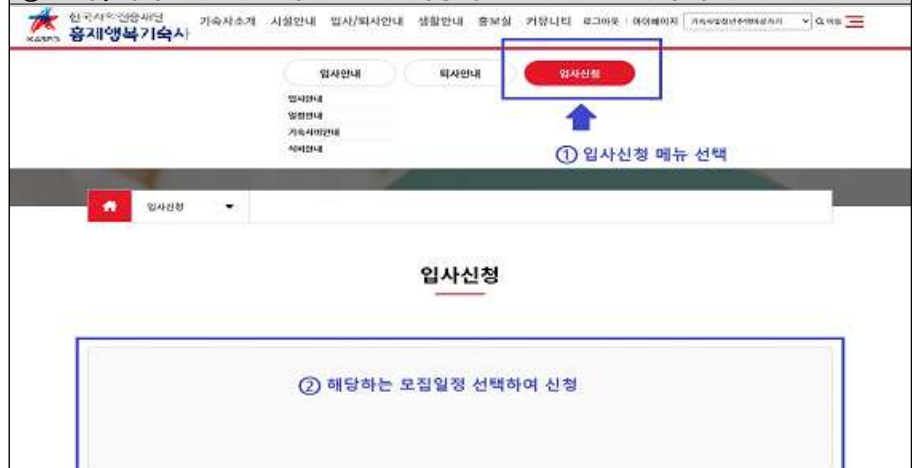 한국사학진흥재단
홍제행복기숙사
기숙사소개 시설안내 입사/퇴사안내 생활안내 홍보실 커뮤니티 로그아웃 마이페이지
입사안내 퇴사안내 입사신청
입사안내
일정안내
기숙사비안내
식비안내
① 입사신청 메뉴 선택
입사신청
입사신청
② 해당하는 모집일정 선택하여 신청